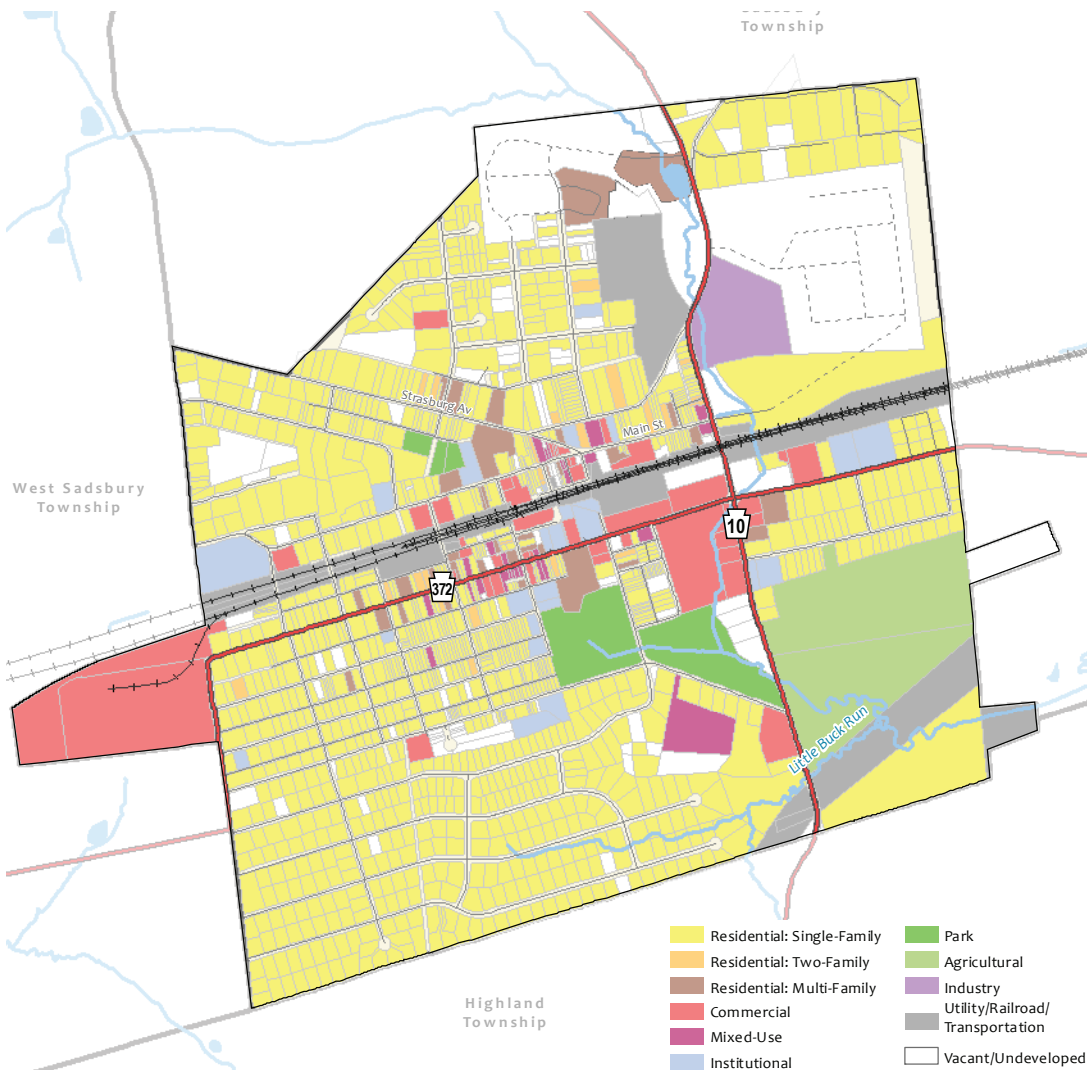 Township
West Sadsbury
Township
Strasburg Av
Main St
10
372
Little Buck Run
Highland
Township
Residential: Single-Family
Residential: Two-Family
Residential: Multi-Family
Commercial
Mixed-Use
Institutional
Park
Agricultural
Industry
Utility/Railroad/
Transportation
Vacant/Undeveloped